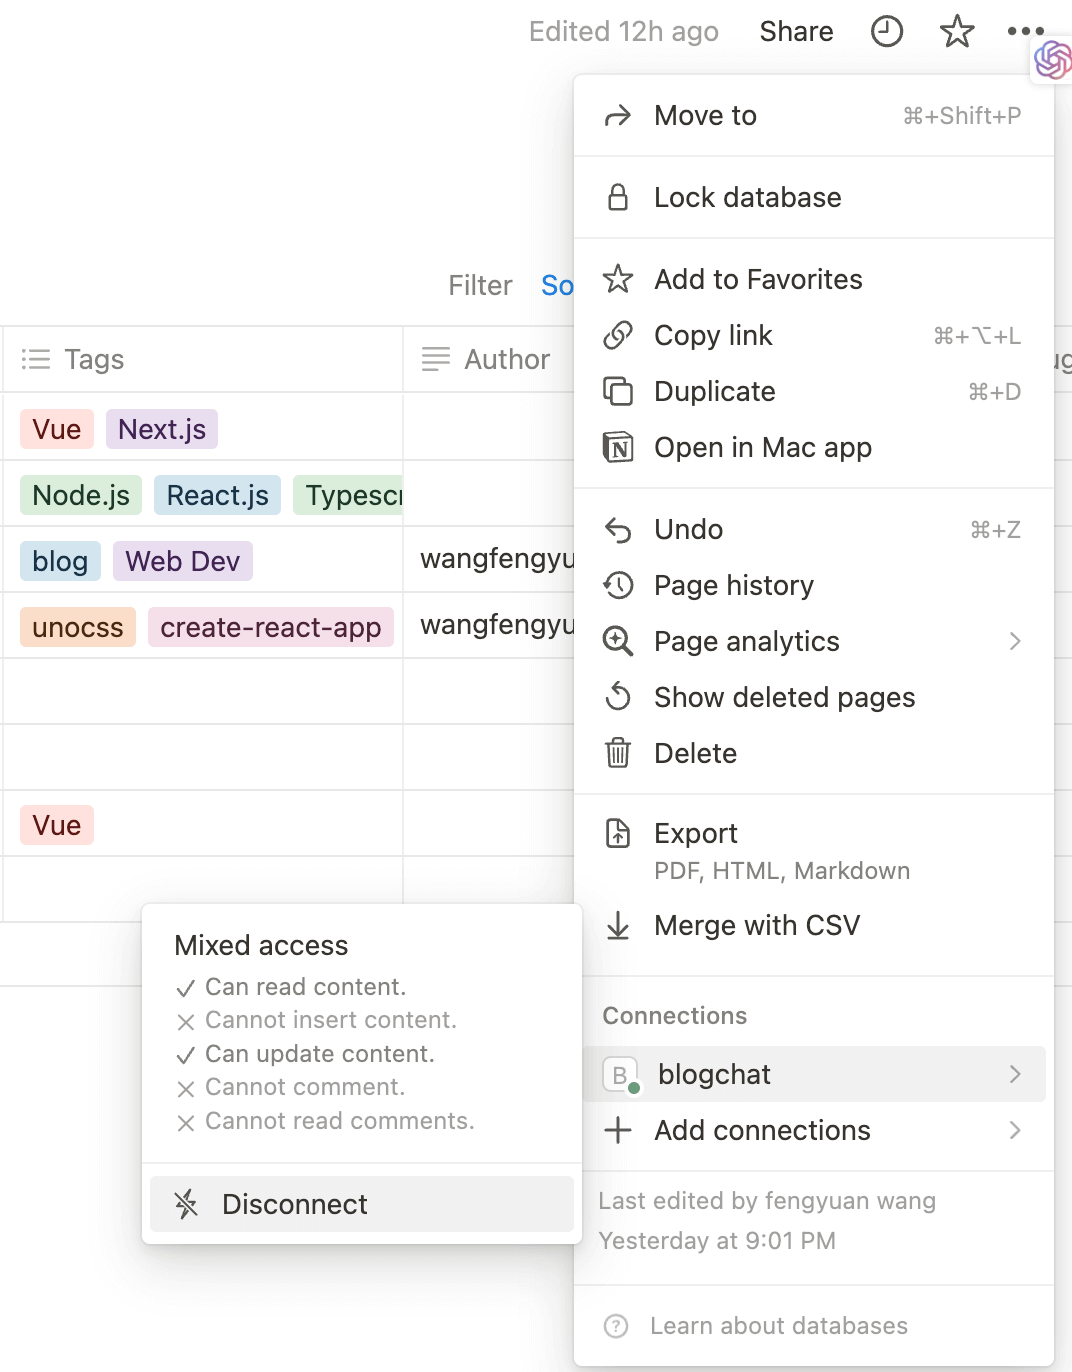 Edited 12h ago Share
Move to ⌘+Shift+P
Lock database
Filter So
Add to Favorites
Copy link ⌘+⌥+L
Duplicate ⌘+D
Open in Mac app
Undo ⌘+Z
Page history
Page analytics
Show deleted pages
Delete
Export
PDF, HTML, Markdown
Merge with CSV
Connections
B blogchat
Add connections
Last edited by fengyuan wang
Yesterday at 9:01 PM
Learn about databases
Tags Author
Vue Next.js
Node.js React.js Typescr
blog Web Dev wangfengyu
unocss create-react-app wangfengyu
Vue
Mixed access
Can read content.
Cannot insert content.
Can update content.
Cannot comment.
Cannot read comments.
Disconnect